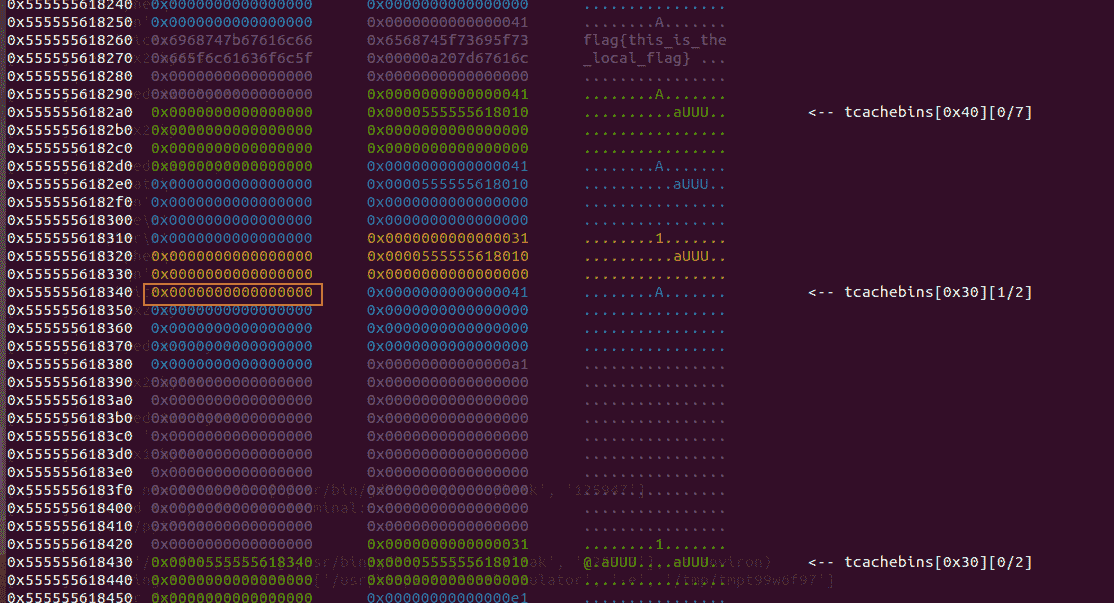 0x555555618240 0x0000000000000000 0x0000000000000000 ................
0x555555618250 0x0000000000000000 0x0000000000000041 ........A.......
0x555555618260 0x6968747b67616c66 0x6568745f73695f73 flag{this_is_the
0x555555618270 0x665f6c61636f6c5f 0x00000a207d67616c _local_flag} ...
0x555555618280 0x0000000000000000 0x0000000000000000 ................
0x555555618290 0x0000000000000000 0x0000000000000041 ........A.......
0x5555556182a0 0x0000000000000000 0x0000555555618010 ..........aUUU.. <-- tcachebins[0x40][0/7]
0x5555556182b0 0x0000000000000000 0x0000000000000000 ................
0x5555556182c0 0x0000000000000000 0x0000000000000000 ................
0x5555556182d0 0x0000000000000000 0x0000000000000041 ........A.......
0x5555556182e0 0x0000000000000000 0x0000555555618010 ..........aUUU..
0x5555556182f0 0x0000000000000000 0x0000000000000000 ................
0x555555618300 0x0000000000000000 0x0000000000000000 ................
0x555555618310 0x0000000000000000 0x0000000000000031 ........1.......
0x555555618320 0x0000000000000000 0x0000555555618010 ..........aUUU..
0x555555618330 0x0000000000000000 0x0000000000000000 ................
0x555555618340 0x0000000000000000 0x0000000000000041 ........A....... <-- tcachebins[0x30][1/2]
0x555555618350 0x0000000000000000 0x0000000000000000 ................
0x555555618360 0x0000000000000000 0x0000000000000000 ................
0x555555618370 0x0000000000000000 0x0000000000000000 ................
0x555555618380 0x0000000000000000 0x00000000000000a1 ................
0x555555618390 0x0000000000000000 0x0000000000000000 ................
0x5555556183a0 0x0000000000000000 0x0000000000000000 ................
0x5555556183b0 0x0000000000000000 0x0000000000000000 ................
0x5555556183c0 0x0000000000000000 0x0000000000000000 ................
0x5555556183d0 0x0000000000000000 0x0000000000000000 ................
0x5555556183e0 0x0000000000000000 0x0000000000000000 ................
0x5555556183f0 0x0000000000000000 0x0000000000000000 ................
0x555555618400 0x0000000000000000 0x0000000000000000 ................
0x555555618410 0x0000000000000000 0x0000000000000000 ................
0x555555618420 0x0000000000000000 0x0000000000000031 ........1.......
0x555555618430 0x0000555555618340 0x0000555555618010 @.aUUU....aUUU.. <-- tcachebins[0x30][0/2]
0x555555618440 0x0000000000000000 0x0000000000000000 ................
0x555555618450 0x0000000000000000 0x00000000000000e1 ................